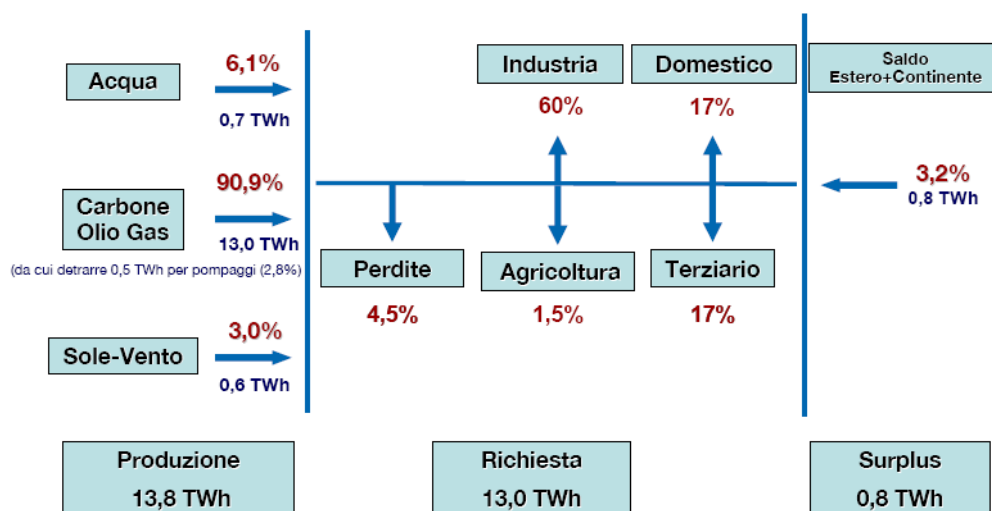 Acqua
6,1%
0,7 TWh
Carbone
Olio Gas
90,9%
13,0 TWh
(da cui detrarre 0,5 TWh per pompaggi (2,8%)
Sole-Vento
3,0%
0,6 TWh
Industria
60%
Domestico
17%
Perdite
4,5%
Agricoltura
1,5%
Terziario
17%
Saldo
Estero+Continente
3,2%
0,8 TWh
Produzione
13,8 TWh
Richiesta
13,0 TWh
Surplus
0,8 TWh